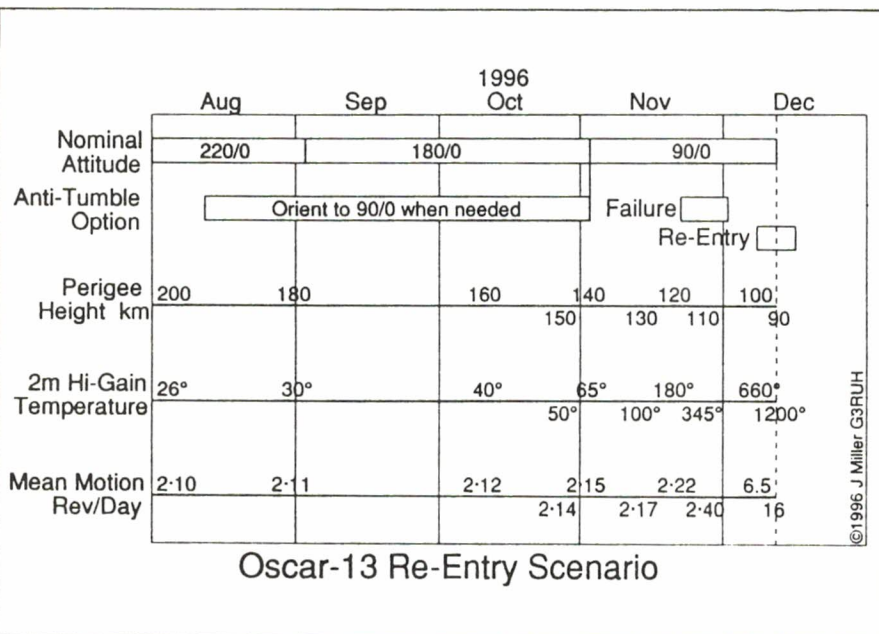 1996
Aug Sep Oct Nov Dec
Nominal Attitude 220/0 180/0 90/0
Anti-Tumble Option Orient to 90/0 when needed Failure
Re-Entry
Perigee Height km 200 180 160 140 120 100
150 130 110 90
2m Hi-Gain Temperature 26° 30° 40° 65° 180° 660°
50° 100° 345° 1200°
Mean Motion Rev/Day 2·10 2·11 2·12 2·15 2·22 6.5
2·14 2·17 2·40 16
©1996 J Miller G3RUH
Oscar-13 Re-Entry Scenario